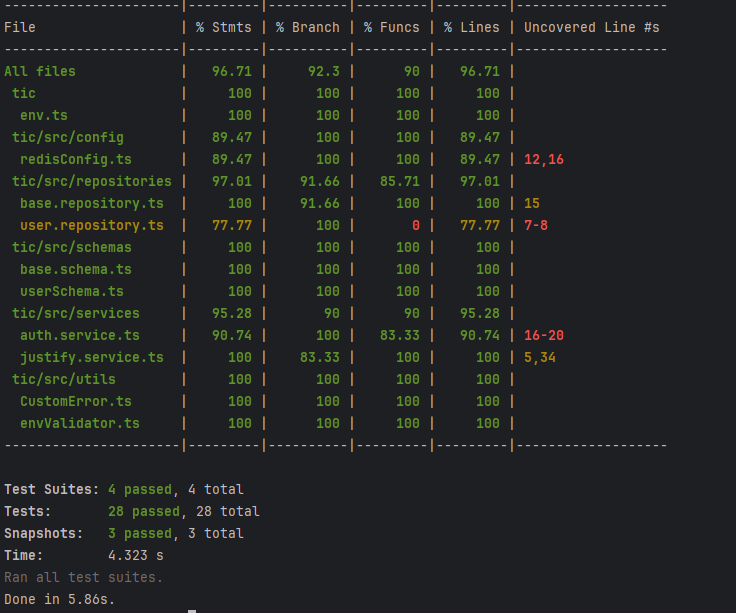 ----------------------|---------|----------|---------|---------|-------------------
File                  | % Stmts | % Branch | % Funcs | % Lines | Uncovered Line #s
----------------------|---------|----------|---------|---------|-------------------
All files             |   96.71 |     92.3 |      90 |   96.71 |
 tic                  |     100 |      100 |     100 |     100 |
  env.ts              |     100 |      100 |     100 |     100 |
 tic/src/config       |   89.47 |      100 |     100 |   89.47 |
  redisConfig.ts      |   89.47 |      100 |     100 |   89.47 | 12,16
 tic/src/repositories |   97.01 |    91.66 |   85.71 |   97.01 |
  base.repository.ts  |     100 |    91.66 |     100 |     100 | 15
  user.repository.ts  |   77.77 |      100 |       0 |   77.77 | 7-8
 tic/src/schemas      |     100 |      100 |     100 |     100 |
  base.schema.ts      |     100 |      100 |     100 |     100 |
  userSchema.ts       |     100 |      100 |     100 |     100 |
 tic/src/services     |   95.28 |       90 |      90 |   95.28 |
  auth.service.ts     |   90.74 |      100 |   83.33 |   90.74 | 16-20
  justify.service.ts  |     100 |    83.33 |     100 |     100 | 5,34
 tic/src/utils        |     100 |      100 |     100 |     100 |
  CustomError.ts      |     100 |      100 |     100 |     100 |
  envValidator.ts     |     100 |      100 |     100 |     100 |
----------------------|---------|----------|---------|---------|-------------------
Test Suites: 4 passed, 4 total
Tests:       28 passed, 28 total
Snapshots:   3 passed, 3 total
Time:        4.323 s
Ran all test suites.
Done in 5.86s.